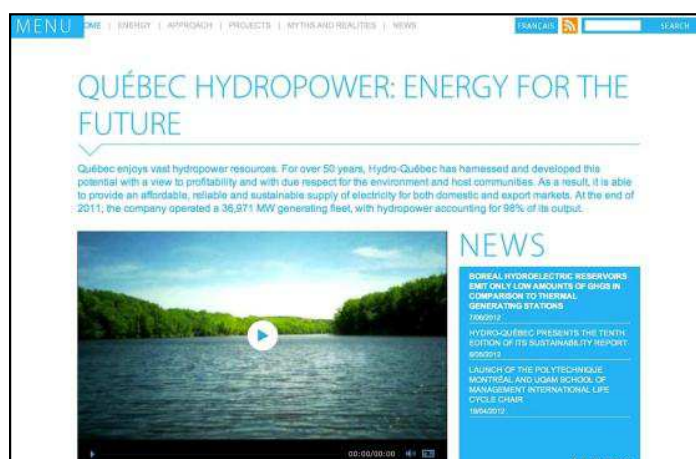 MENU OME | ENERGY | APPROACH | PROJECTS | MYTHS AND REALITIES | NEWS FRANÇAIS SEARCH
QUÉBEC HYDROPOWER: ENERGY FOR THE
FUTURE
Québec enjoys vast hydropower resources. For over 50 years, Hydro-Québec has harnessed and developed this
potential with a view to profitability and with due respect for the environment and host communities. As a result, it is able
to provide an affordable, reliable and sustainable supply of electricity for both domestic and export markets. At the end of
2011, the company operated a 36,971 MW generating fleet, with hydropower accounting for 98% of its output.
NEWS
BOREAL HYDROELECTRIC RESERVOIRS
EMIT ONLY LOW AMOUNTS OF GHGS IN
COMPARISON TO THERMAL
GENERATING STATIONS
7/06/2012
HYDRO-QUÉBEC PRESENTS THE TENTH
EDITION OF ITS SUSTAINABILITY REPORT
LAUNCH OF THE POLYTECHNIQUE
MONTRÉAL AND UQAM SCHOOL OF
MANAGEMENT INTERNATIONAL LIFE
CYCLE CHAIR
18/04/2012
00:00/00:00